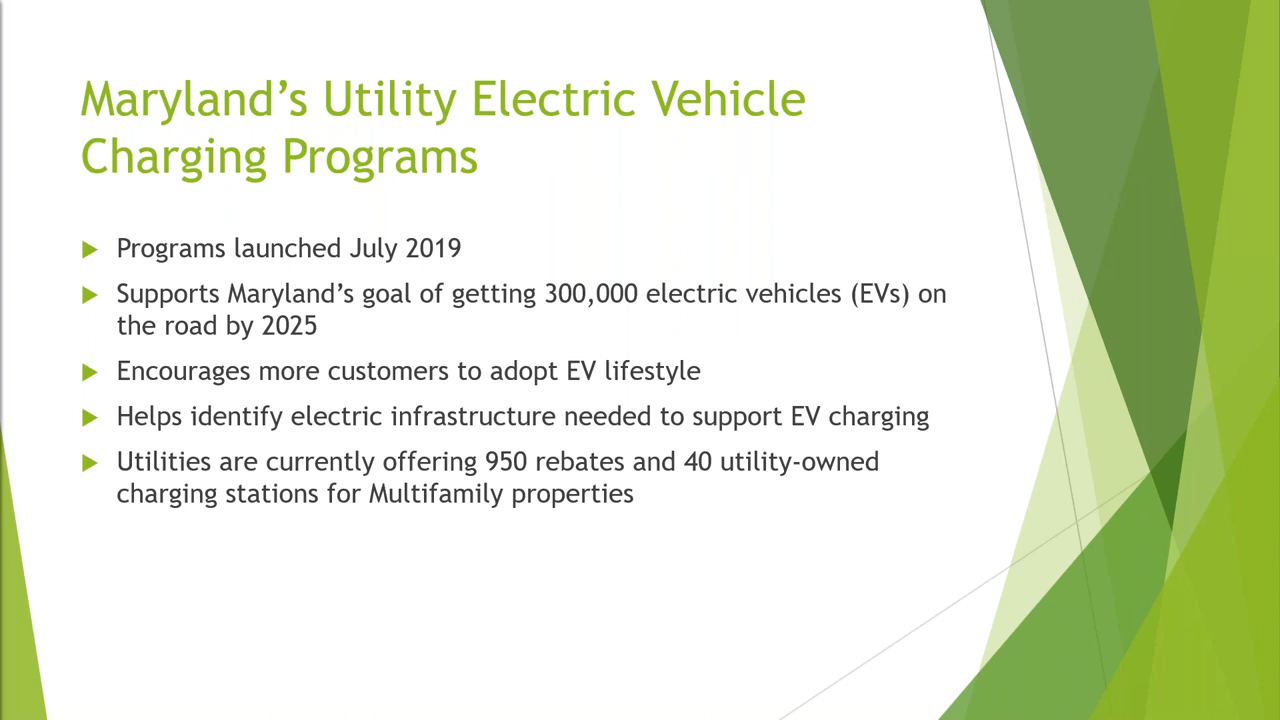 Maryland’s Utility Electric Vehicle
Charging Programs
Programs launched July 2019
Supports Maryland’s goal of getting 300,000 electric vehicles (EVs) on
the road by 2025
Encourages more customers to adopt EV lifestyle
Helps identify electric infrastructure needed to support EV charging
Utilities are currently offering 950 rebates and 40 utility-owned
charging stations for Multifamily properties